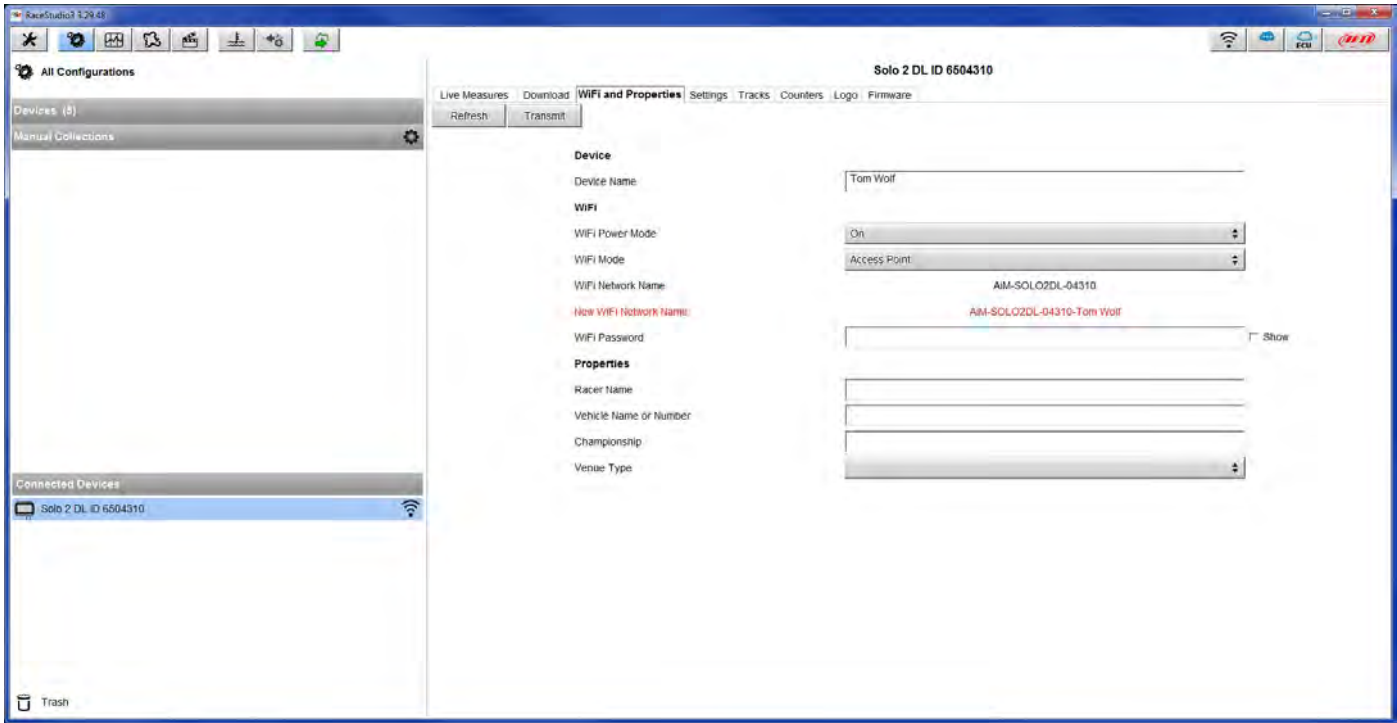 RaceStudio3 3.29.48
ECU
AiM
All Configurations
Devices (5)
Manual Collections
Connected Devices
Solo 2 DL ID 6504310
Trash
Solo 2 DL ID 6504310
Live Measures Download WiFi and Properties Settings Tracks Counters Logo Firmware
Refresh Transmit
Device
Device Name Tom Wolf
WiFi
WiFi Power Mode On
WiFi Mode Access Point
WiFi Network Name AiM-SOLO2DL-04310
New WiFi Network Name: AiM-SOLO2DL-04310-Tom Wolf
WiFi Password Show
Properties
Racer Name
Vehicle Name or Number
Championship
Venue Type